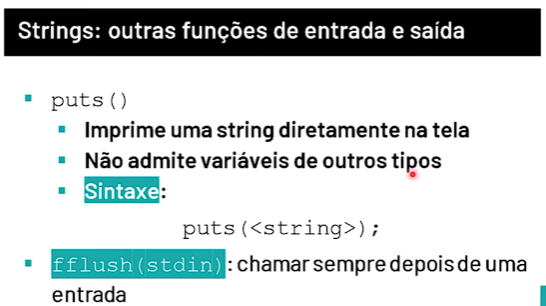 Strings: outras funções de entrada e saída
puts()
Imprime uma string diretamente na tela
Não admite variáveis de outros tipos
Sintaxe:
puts(<string>);
fflush(stdin): chamar sempre depois de uma
entrada